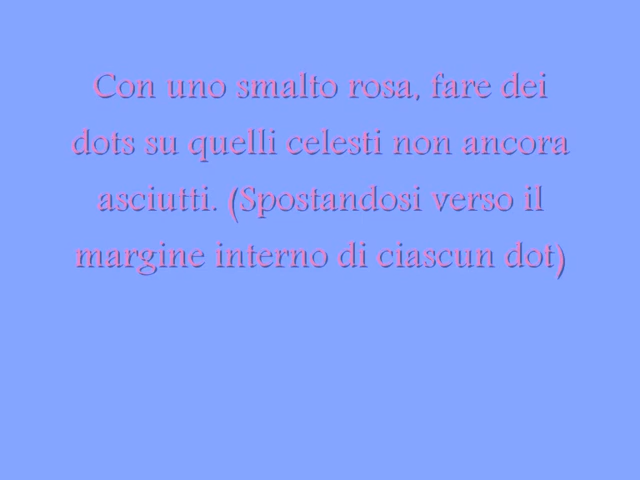 Con uno smalto rosa, fare dei
dots su quelli celesti non ancora
asciutti. (Spostandosi verso il
margine interno di ciascun dot)